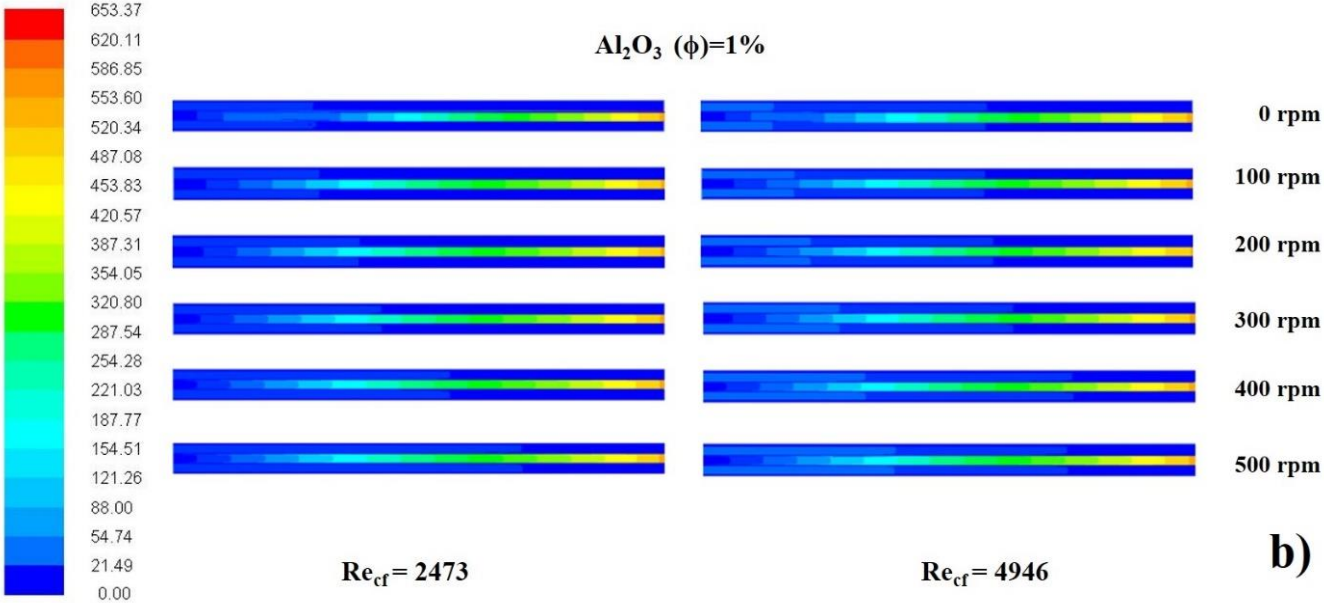 653.37
620.11
586.85
553.60
520.34
487.08
453.83
420.57
387.31
354.05
320.80
287.54
254.28
221.03
187.77
154.51
121.26
88.00
54.74
21.49
0.00
Al₂O₃ (ϕ)=1%
0 rpm
100 rpm
200 rpm
300 rpm
400 rpm
500 rpm
Re_cf = 2473
Re_cf = 4946
b)